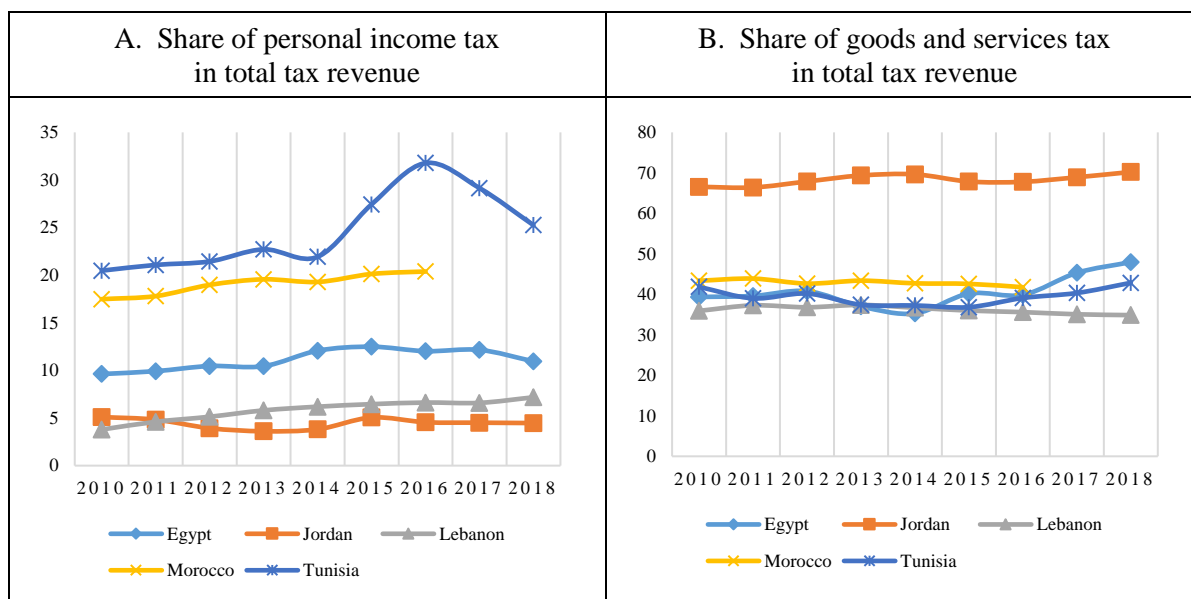 A. Share of personal income tax
in total tax revenue
B. Share of goods and services tax
in total tax revenue
35
30
25
20
15
10
5
0
2010 2011 2012 2013 2014 2015 2016 2017 2018
Egypt Jordan Lebanon
Morocco Tunisia
80
70
60
50
40
30
20
10
0
2010 2011 2012 2013 2014 2015 2016 2017 2018
Egypt Jordan Lebanon
Morocco Tunisia